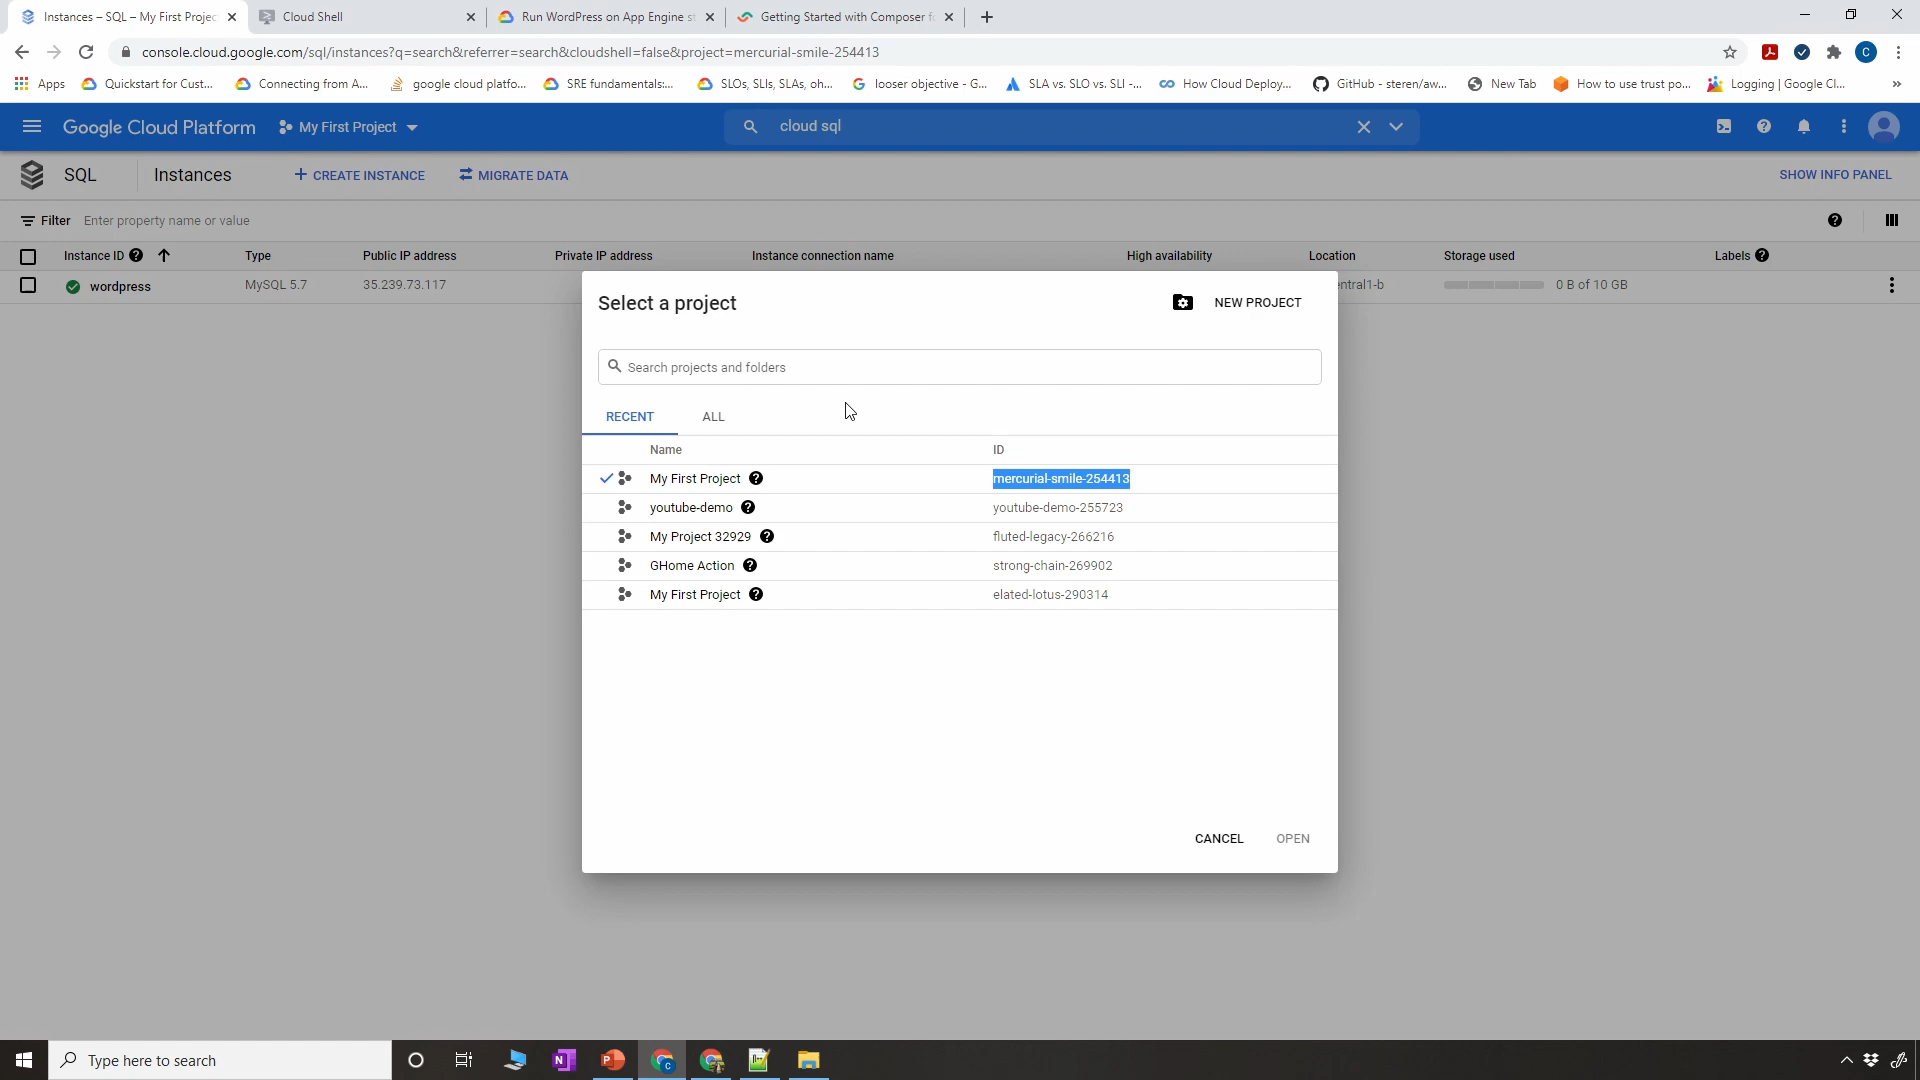 Instances – SQL – My First Projec
Cloud Shell
Run WordPress on App Engine st
Getting Started with Composer f
console.cloud.google.com/sql/instances?q=search&referrer=search&cloudshell=false&project=mercurial-smile-254413
C
Apps
Quickstart for Cust...
Connecting from A...
google cloud platfo...
SRE fundamentals:...
SLOs, SLIs, SLAs, oh...
looser objective - G...
SLA vs. SLO vs. SLI -...
How Cloud Deploy...
GitHub - steren/aw...
New Tab
How to use trust po...
Logging | Google Cl...
»
Google Cloud Platform
My First Project
cloud sql
SQL
Instances
CREATE INSTANCE
MIGRATE DATA
SHOW INFO PANEL
Filter
Enter property name or value
Instance ID
Type
Public IP address
Private IP address
Instance connection name
High availability
Location
Storage used
Labels
wordpress
MySQL 5.7
35.239.73.117
entral1-b
0 B of 10 GB
Select a project
NEW PROJECT
Search projects and folders
RECENT
ALL
Name
ID
My First Project
mercurial-smile-254413
youtube-demo
youtube-demo-255723
My Project 32929
fluted-legacy-266216
GHome Action
strong-chain-269902
My First Project
elated-lotus-290314
CANCEL
OPEN
Type here to search